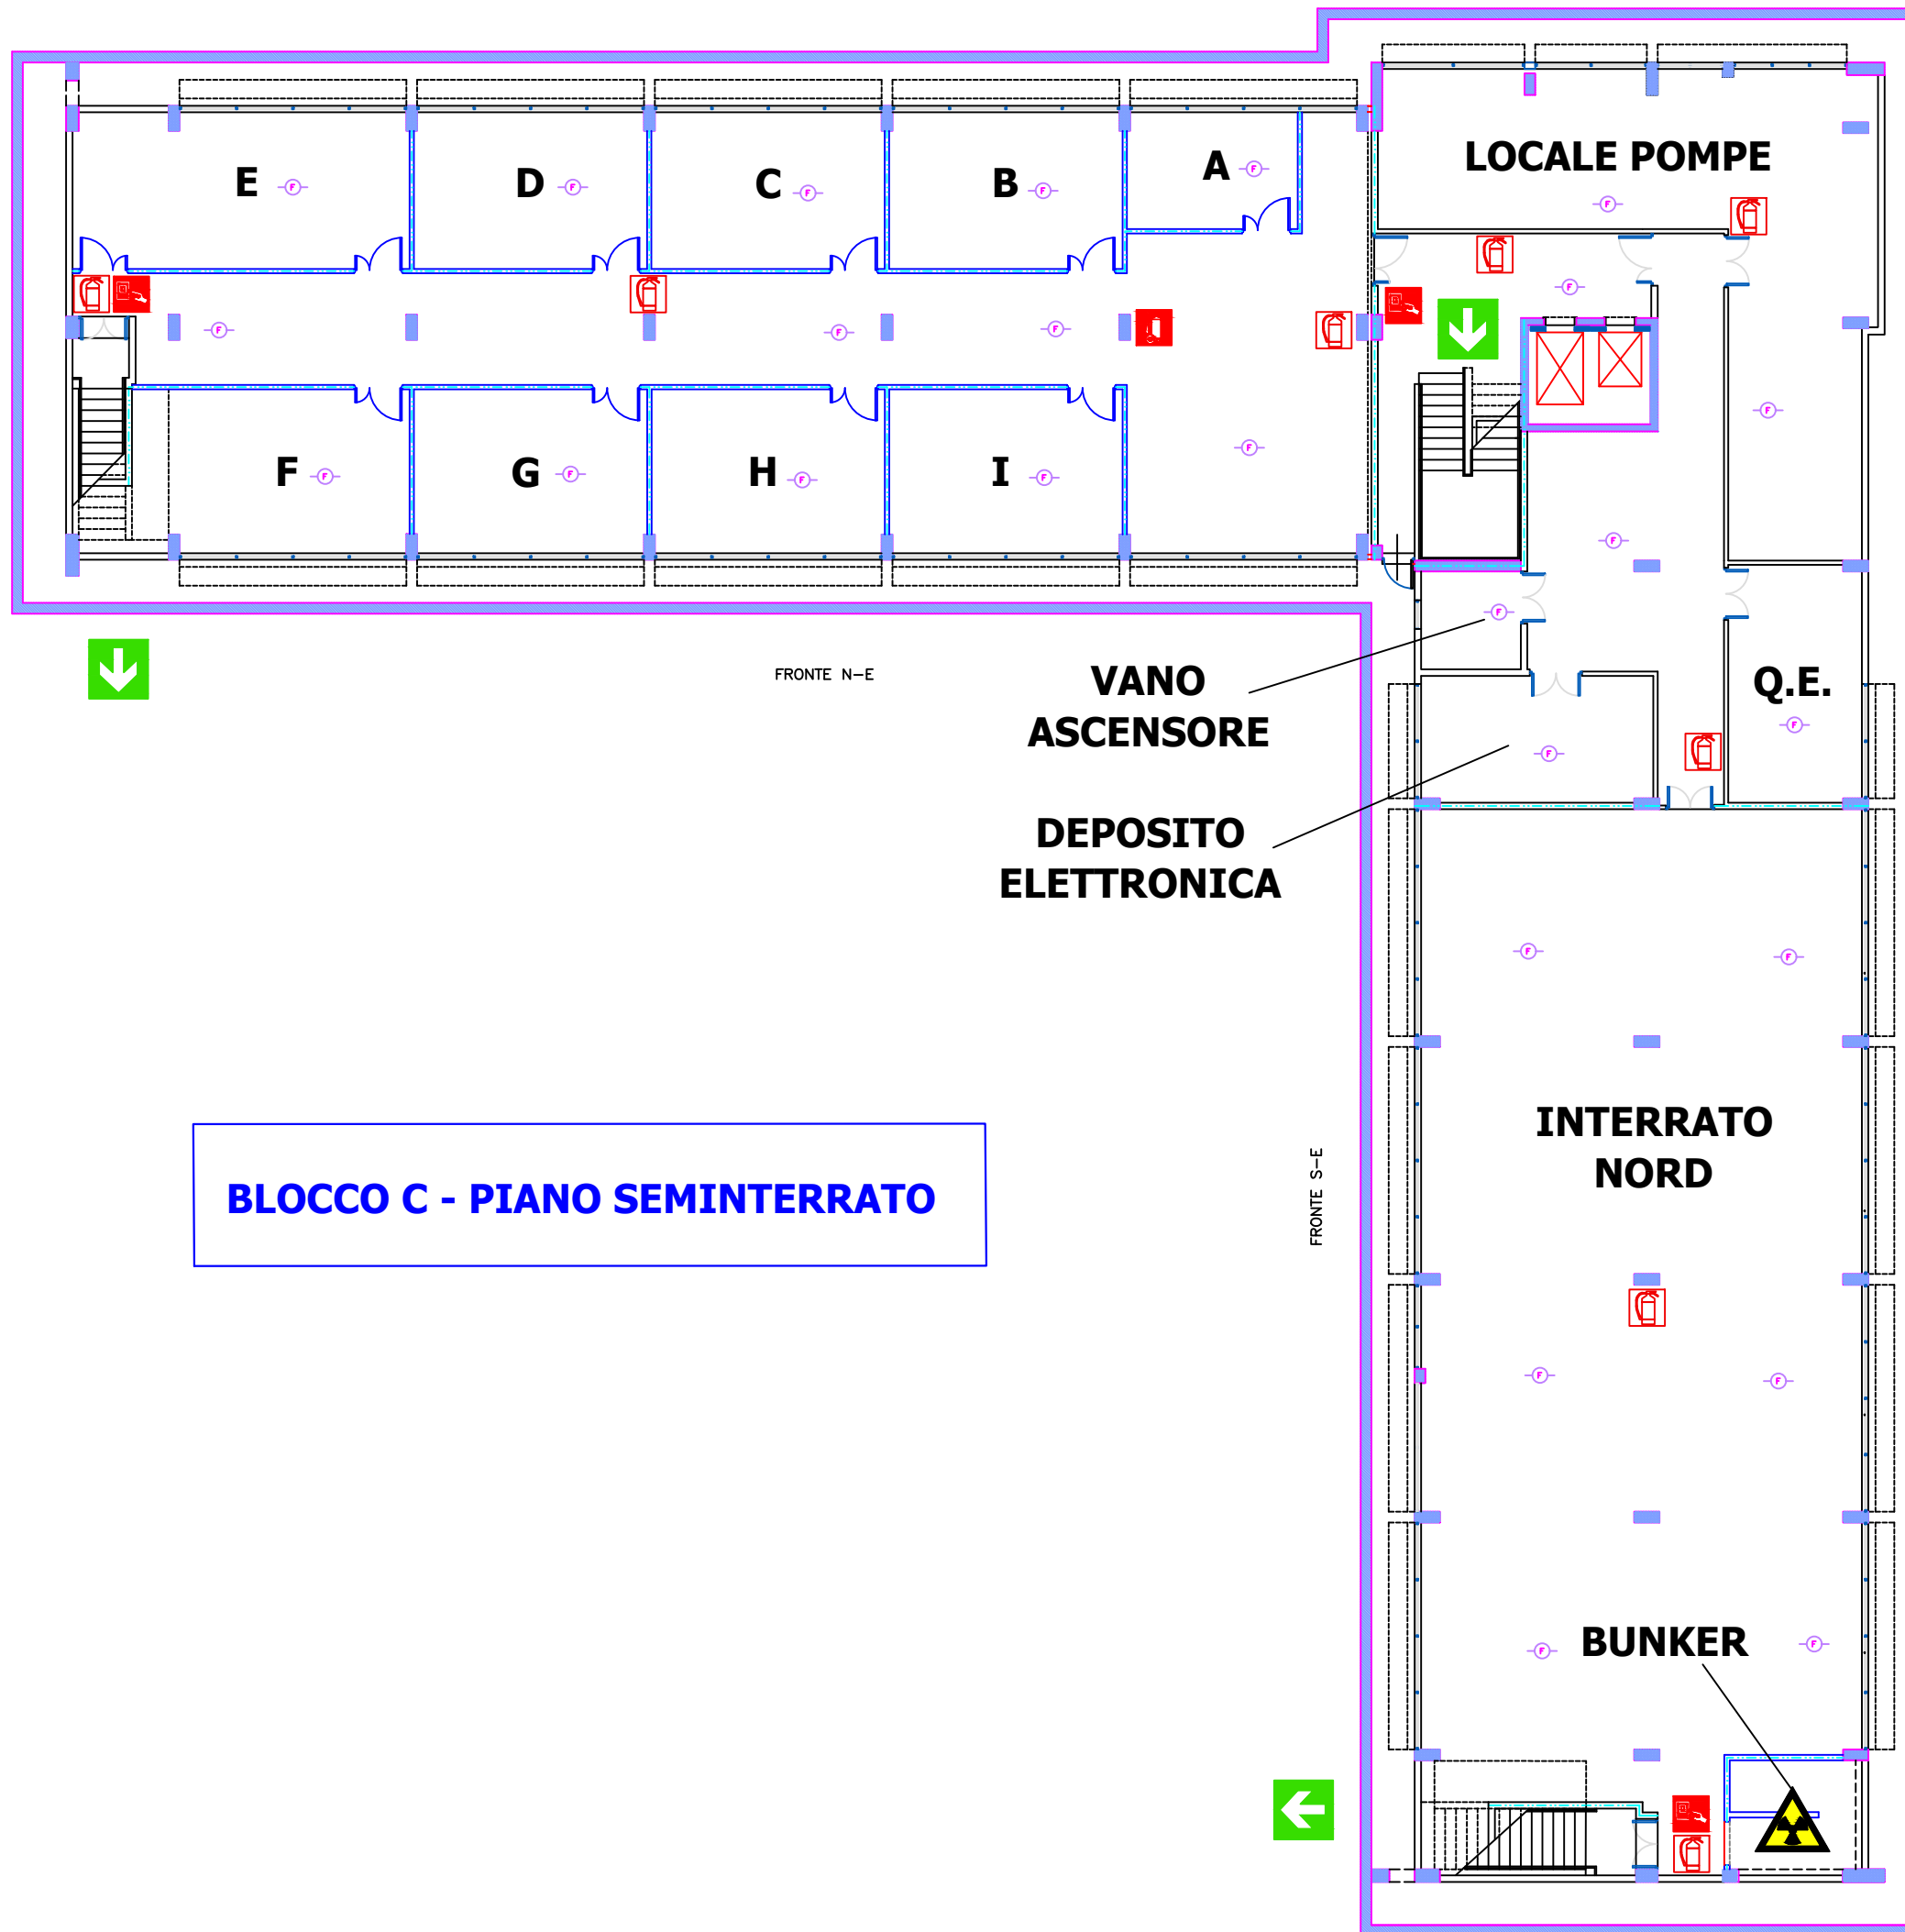 LOCALE POMPE
E F
D F
C F
B F
A F
F
F
F
F
F
F
F
F F
G F
H F
I F
F
F
F
VANO
ASCENSORE
Q.E.
F
F
FRONTE N-E
DEPOSITO
ELETTRONICA
F
F
F
INTERRATO
NORD
BLOCCO C - PIANO SEMINTERRATO
FRONTE S-E
F
F
BUNKER
F
F